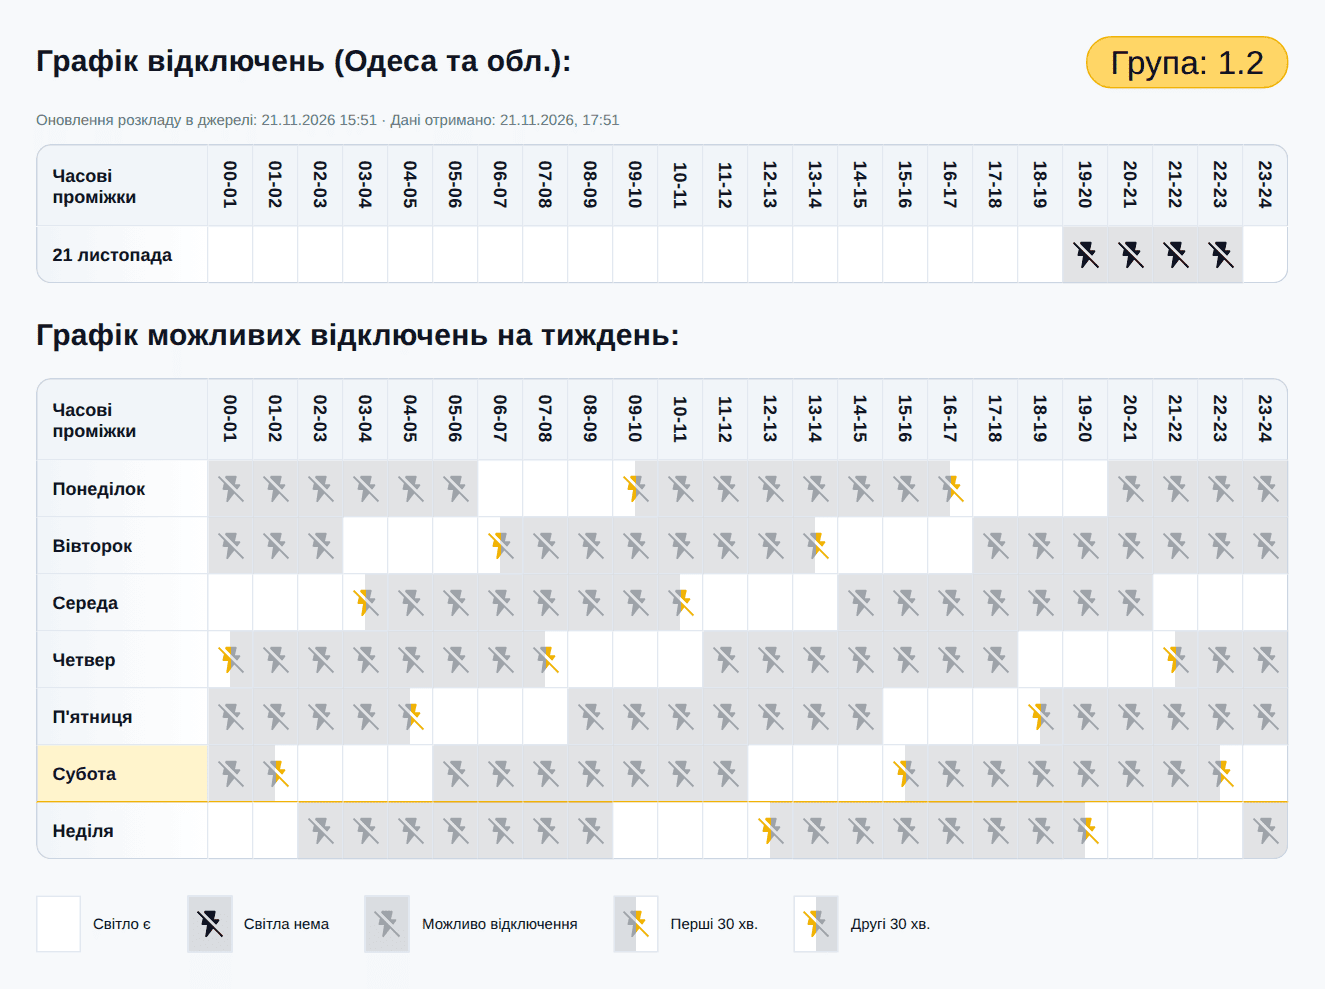 Графік відключень (Одеса та обл.):
Група: 1.2
Оновлення розкладу в джерелі: 21.11.2026 15:51 · Дані отримано: 21.11.2026, 17:51
Часові проміжки 00-01 01-02 02-03 03-04 04-05 05-06 06-07 07-08 08-09 09-10 10-11 11-12 12-13 13-14 14-15 15-16 16-17 17-18 18-19 19-20 20-21 21-22 22-23 23-24
21 листопада
Графік можливих відключень на тиждень:
Часові проміжки 00-01 01-02 02-03 03-04 04-05 05-06 06-07 07-08 08-09 09-10 10-11 11-12 12-13 13-14 14-15 15-16 16-17 17-18 18-19 19-20 20-21 21-22 22-23 23-24
Понеділок
Вівторок
Середа
Четвер
П'ятниця
Субота
Неділя
Світло є Світла нема Можливо відключення Перші 30 хв. Другі 30 хв.